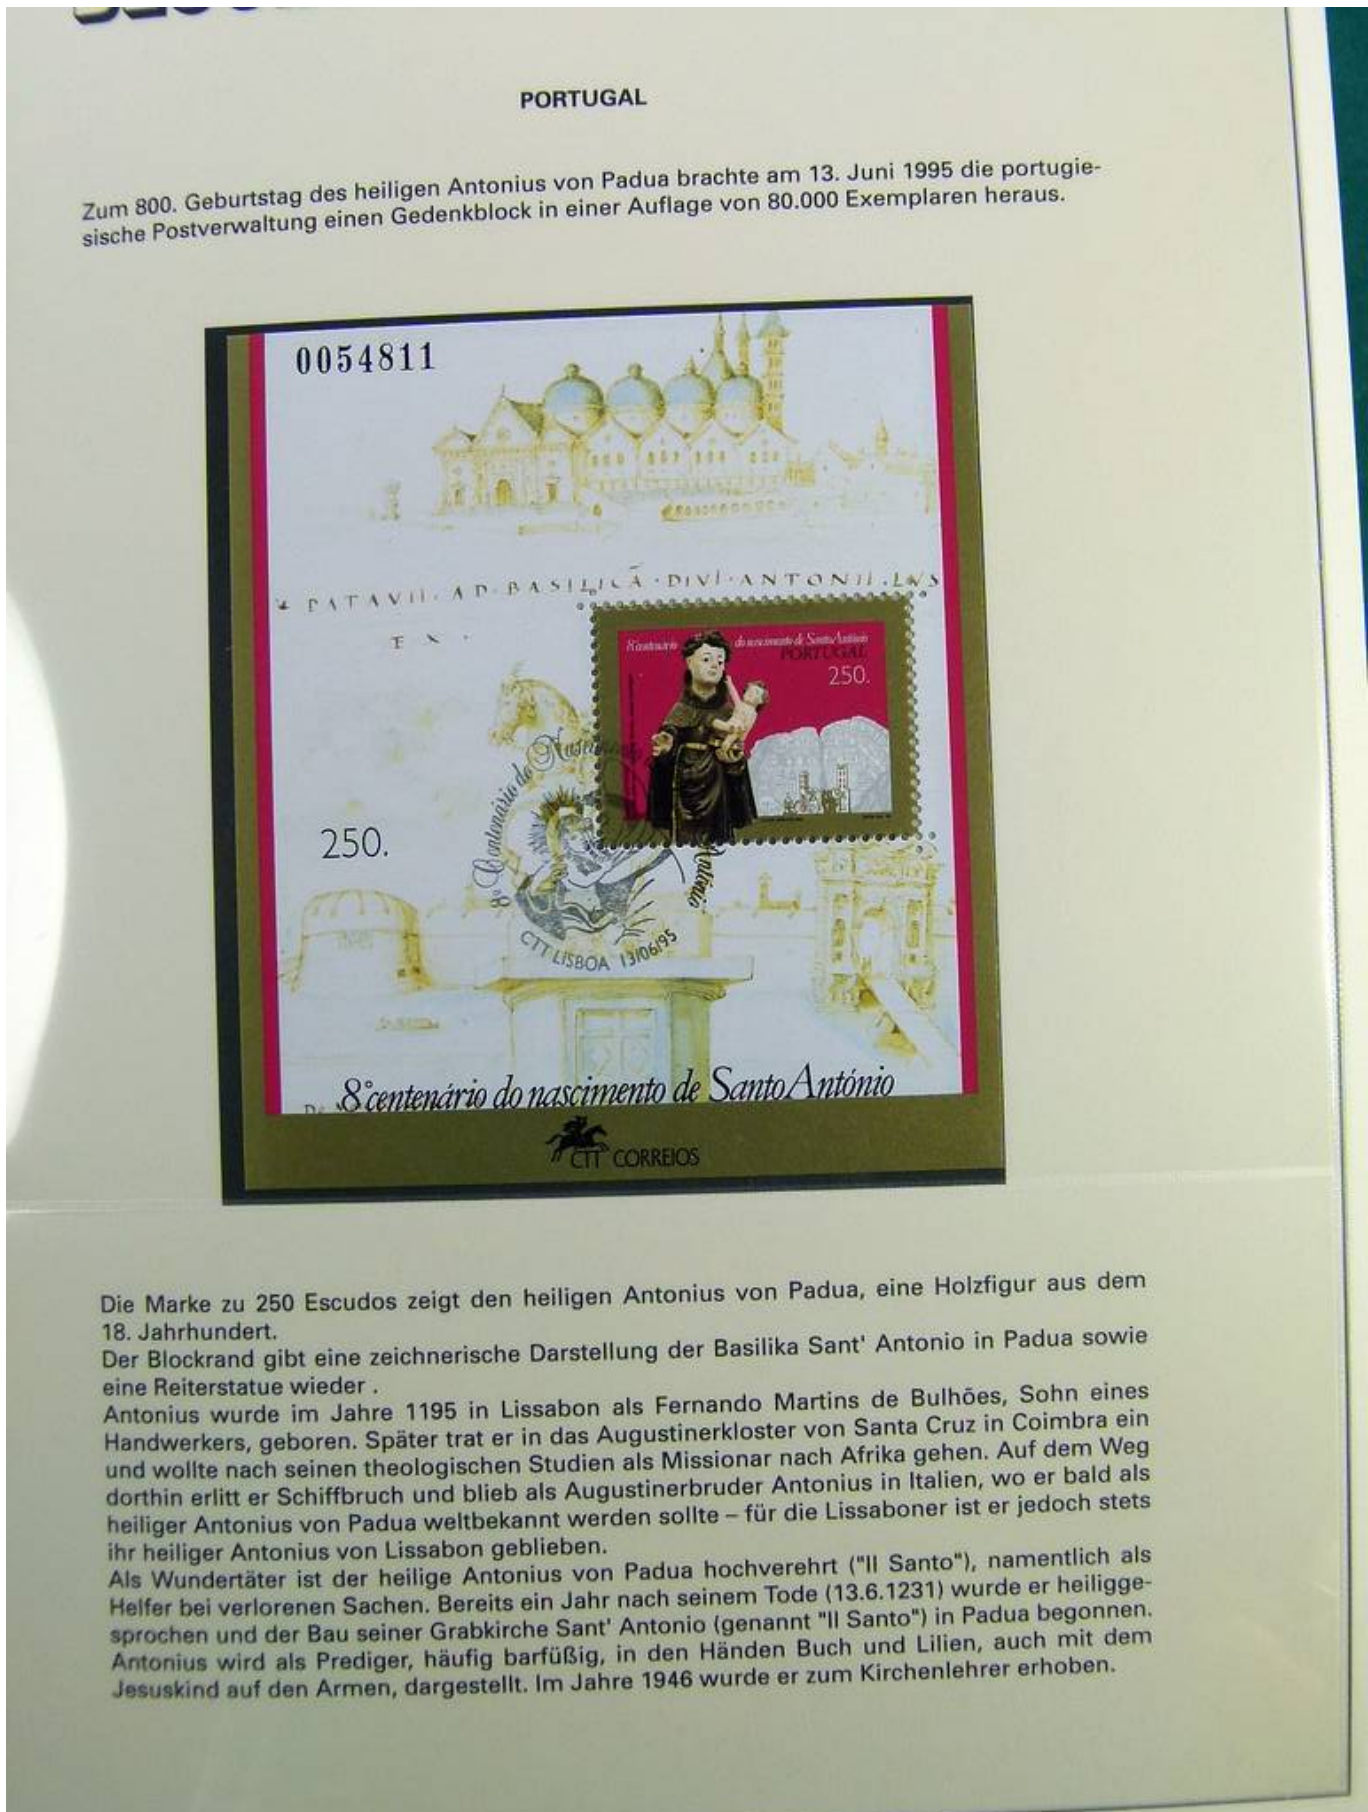 PORTUGAL
Zum 800. Geburtstag des heiligen Antonius von Padua brachte am 13. Juni 1995 die portugie-
sische Postverwaltung einen Gedenkblock in einer Auflage von 80.000 Exemplaren heraus.
0054811
PATAVII · AD · BASILICĀ · DIVI · ANTONII ·
8º centenário do nascimento de Santo António
PORTUGAL
250.
8º Centenário do Nascimento
António
250.
CTT LISBOA 13/06/95
8º centenário do nascimento de Santo António
CTT CORREIOS
Die Marke zu 250 Escudos zeigt den heiligen Antonius von Padua, eine Holzfigur aus dem
18. Jahrhundert.
Der Blockrand gibt eine zeichnerische Darstellung der Basilika Sant' Antonio in Padua sowie
eine Reiterstatue wieder .
Antonius wurde im Jahre 1195 in Lissabon als Fernando Martins de Bulhões, Sohn eines
Handwerkers, geboren. Später trat er in das Augustinerkloster von Santa Cruz in Coimbra ein
und wollte nach seinen theologischen Studien als Missionar nach Afrika gehen. Auf dem Weg
dorthin erlitt er Schiffbruch und blieb als Augustinerbruder Antonius in Italien, wo er bald als
heiliger Antonius von Padua weltbekannt werden sollte – für die Lissaboner ist er jedoch stets
ihr heiliger Antonius von Lissabon geblieben.
Als Wundertäter ist der heilige Antonius von Padua hochverehrt ("Il Santo"), namentlich als
Helfer bei verlorenen Sachen. Bereits ein Jahr nach seinem Tode (13.6.1231) wurde er heiligge-
sprochen und der Bau seiner Grabkirche Sant' Antonio (genannt "Il Santo") in Padua begonnen.
Antonius wird als Prediger, häufig barfüßig, in den Händen Buch und Lilien, auch mit dem
Jesuskind auf den Armen, dargestellt. Im Jahre 1946 wurde er zum Kirchenlehrer erhoben.